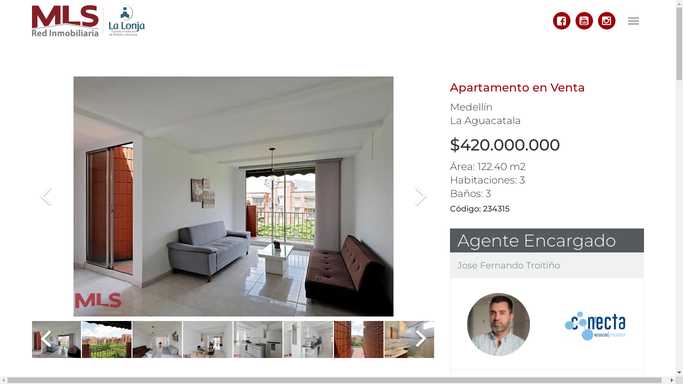 MLS
Red Inmobiliaria
La Lonja
Apartamento en Venta
Medellín
La Aguacatala
$420.000.000
Área: 122.40 m2
Habitaciones: 3
Baños: 3
Código: 234315
Agente Encargado
Jose Fernando Troitiño
conecta
MLS